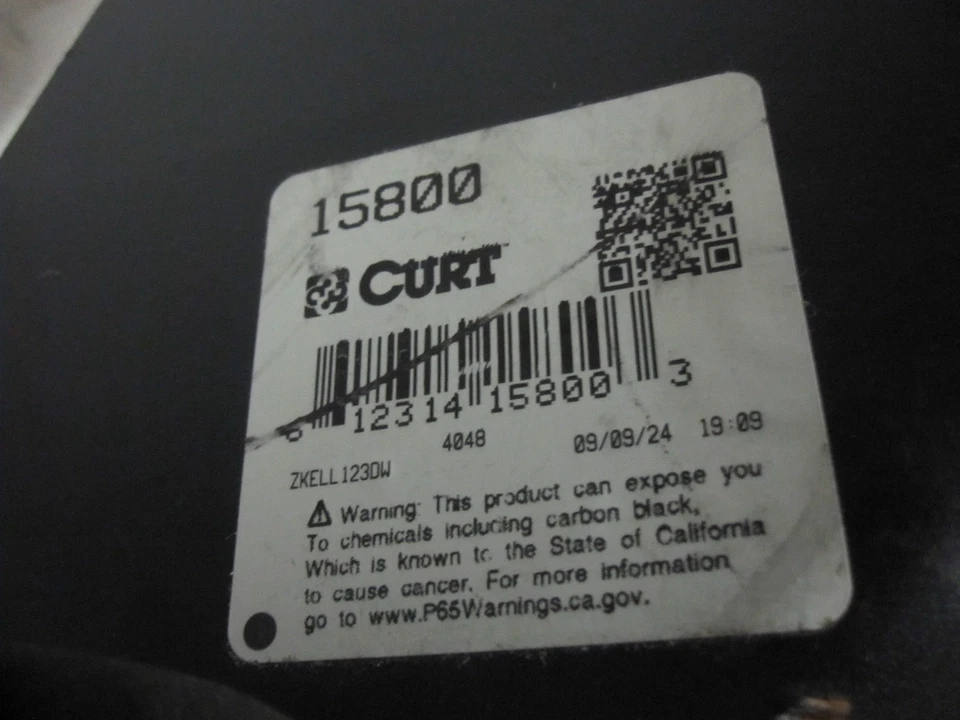 15800
CURT™
12314 15800 3
4048 09/09/24 19:09
ZKELL123DW
⚠ Warning: This product can expose you
To chemicals including carbon black,
Which is known to the State of California
to cause cancer. For more information
go to www.P65Warnings.ca.gov.